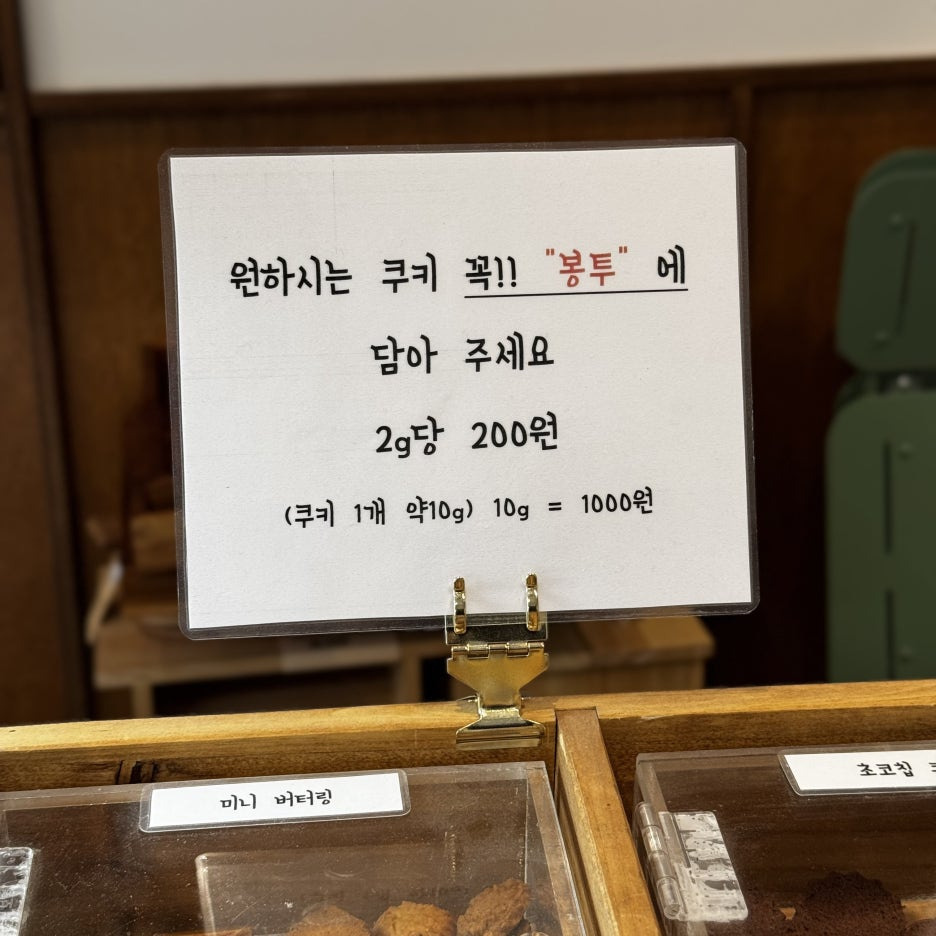 원하시는 쿠키 꼭!! "봉투" 에
담아 주세요
2g당 200원
(쿠키 1개 약10g) 10g = 1000원
미니 버터링
초코칩